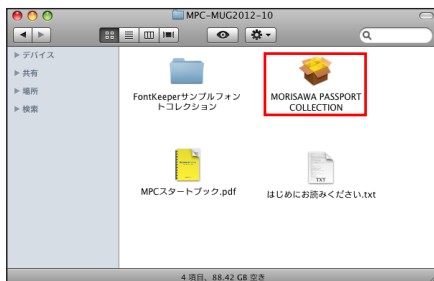 MPC-MUG2012-10
デバイス
共有
場所
検索
FontKeeperサンプルフォン
トコレクション
MORISAWA PASSPORT
COLLECTION
MPCスタートブック.pdf
TXT
はじめにお読みください.txt
4 項目、88.42 GB 空き